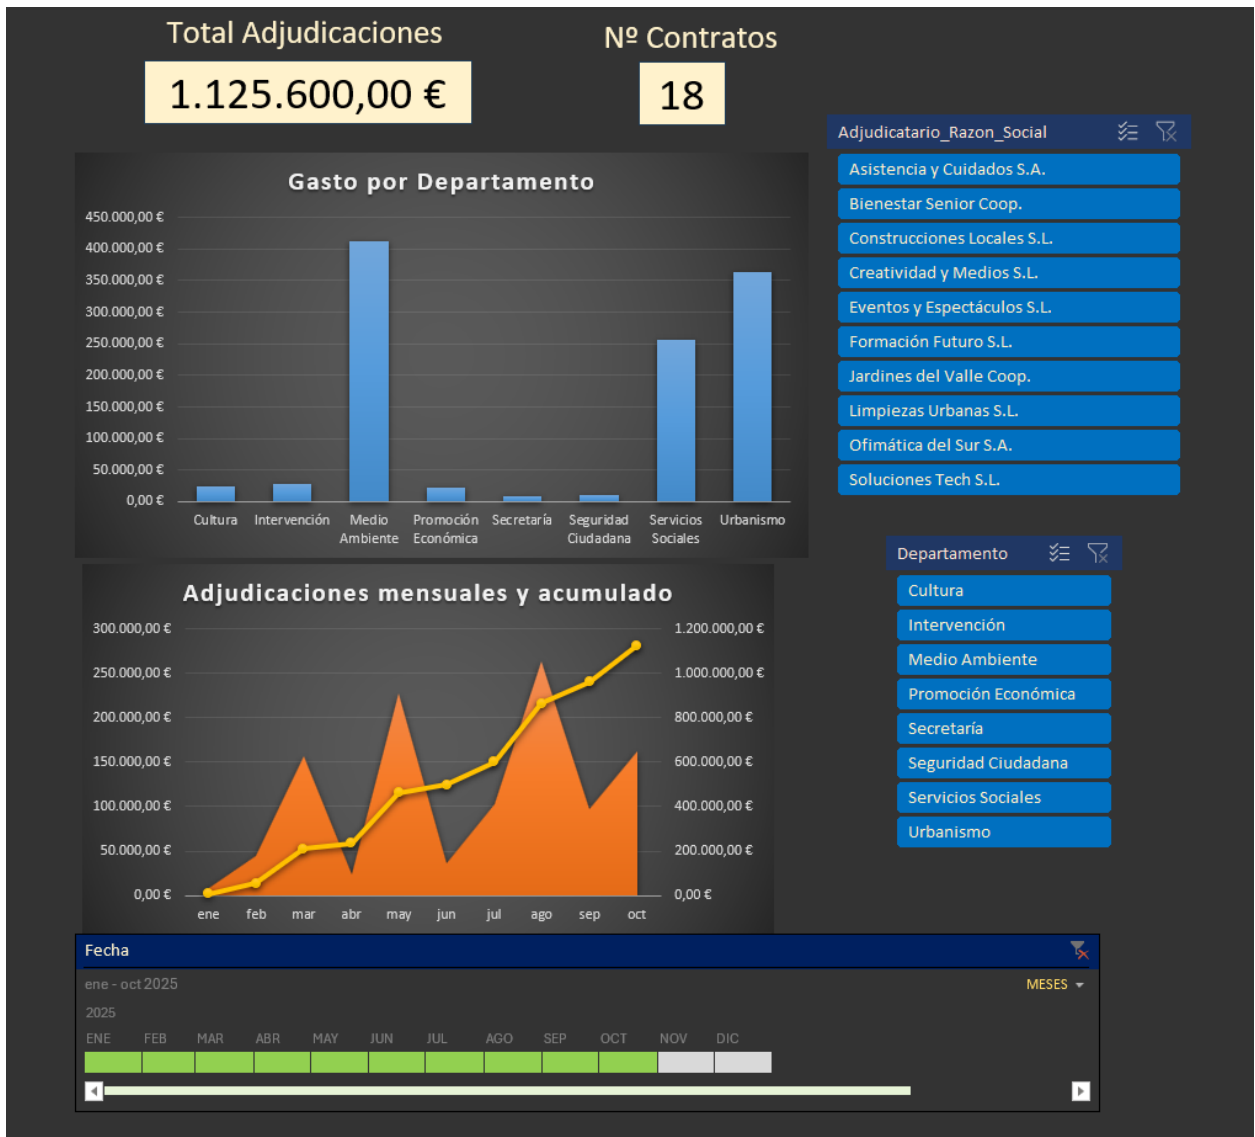 Total Adjudicaciones
Nº Contratos
1.125.600,00 €
18
Adjudicatario_Razon_Social
Asistencia y Cuidados S.A.
Bienestar Senior Coop.
Construcciones Locales S.L.
Creatividad y Medios S.L.
Eventos y Espectáculos S.L.
Formación Futuro S.L.
Jardines del Valle Coop.
Limpiezas Urbanas S.L.
Ofimática del Sur S.A.
Soluciones Tech S.L.
Gasto por Departamento
450.000,00 €
400.000,00 €
350.000,00 €
300.000,00 €
250.000,00 €
200.000,00 €
150.000,00 €
100.000,00 €
50.000,00 €
0,00 €
Cultura Intervención Medio Ambiente Promoción Económica Secretaría Seguridad Ciudadana Servicios Sociales Urbanismo
Departamento
Cultura
Intervención
Medio Ambiente
Promoción Económica
Secretaría
Seguridad Ciudadana
Servicios Sociales
Urbanismo
Adjudicaciones mensuales y acumulado
300.000,00 € 1.200.000,00 €
250.000,00 € 1.000.000,00 €
200.000,00 € 800.000,00 €
150.000,00 € 600.000,00 €
100.000,00 € 400.000,00 €
50.000,00 € 200.000,00 €
0,00 € 0,00 €
ene feb mar abr may jun jul ago sep oct
Fecha
ene - oct 2025 MESES
2025
ENE FEB MAR ABR MAY JUN JUL AGO SEP OCT NOV DIC